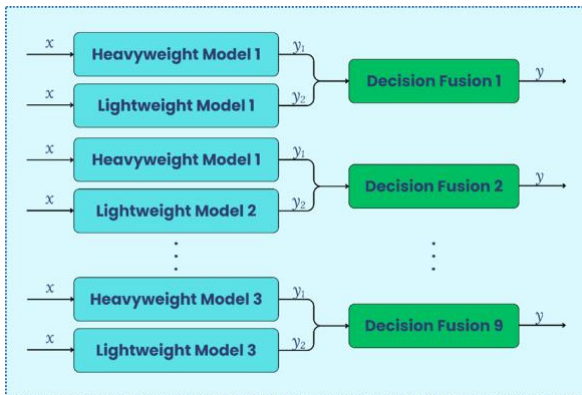 x Heavyweight Model 1 y₁
Decision Fusion 1 y
x Lightweight Model 1 y₂
x Heavyweight Model 1 y₁
Decision Fusion 2 y
x Lightweight Model 2 y₂
x Heavyweight Model 3 y₁
Decision Fusion 9 y
x Lightweight Model 3 y₂